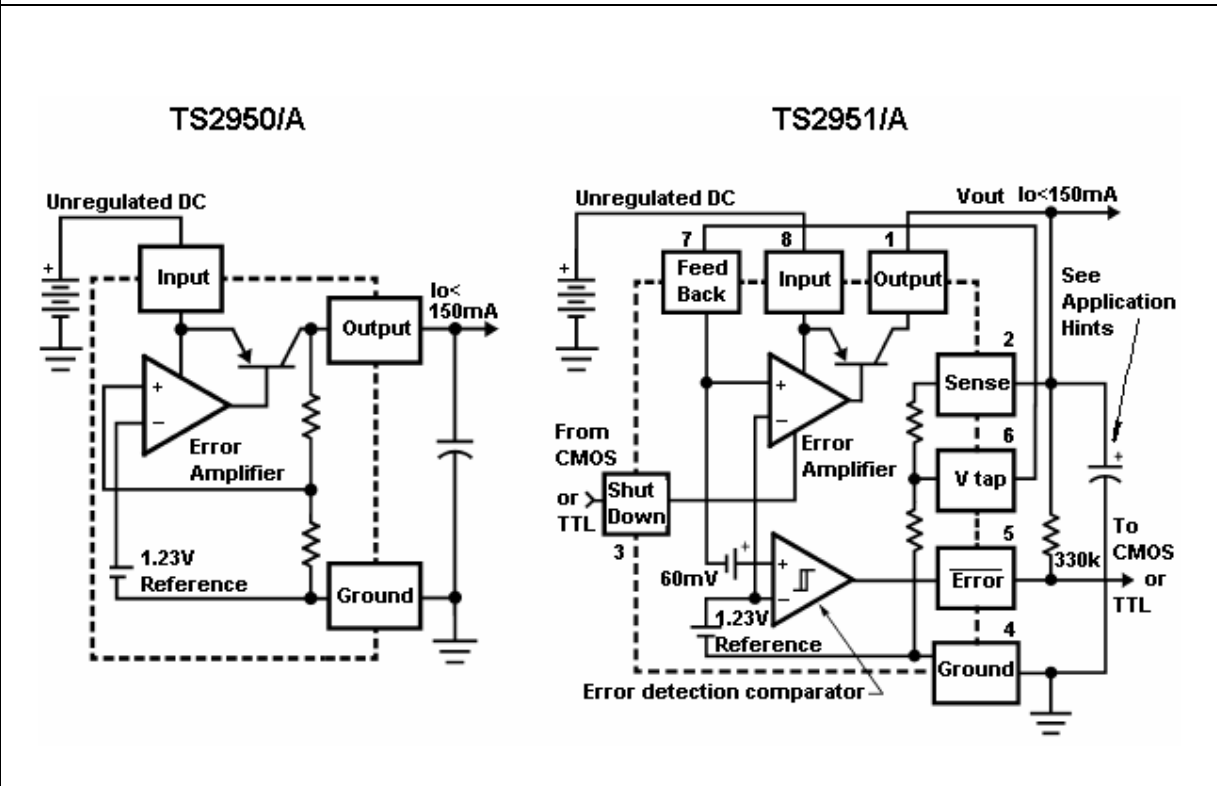 TS2950/A
Unregulated DC
+
Input
Io<
150mA
Output
+
−
Error
Amplifier
1.23V
Reference
Ground
TS2951/A
Unregulated DC
Vout Io<150mA
7
8
1
+
Feed
Back
Input
Output
See
Application
Hints
2
Sense
+
−
Error
Amplifier
From
CMOS
or
TTL
Shut
Down
3
6
V tap
+
5
Error
330k
To
CMOS
or
TTL
60mV
+
+
−
1.23V
Reference
4
Ground
Error detection comparator